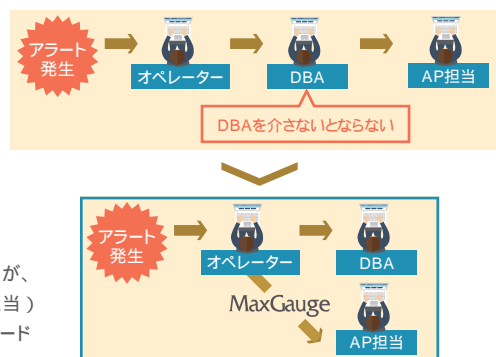 アラート
発生
オペレーター
DBA
AP担当
DBAを介さないとならない
アラート
発生
オペレーター
DBA
MaxGauge
AP担当
が、
当）
ード